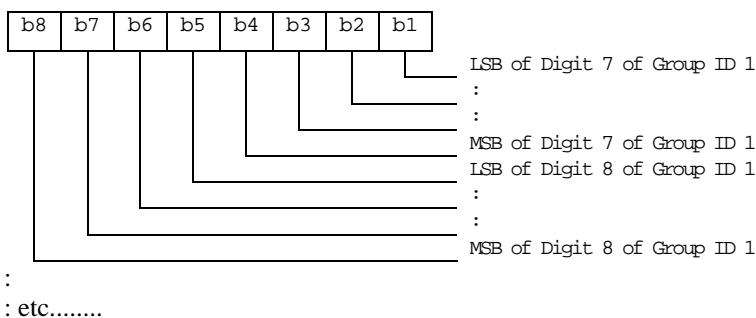 b8 b7 b6 b5 b4 b3 b2 b1
LSB of Digit 7 of Group ID 1
:
:
MSB of Digit 7 of Group ID 1
LSB of Digit 8 of Group ID 1
:
:
MSB of Digit 8 of Group ID 1
:
: etc........